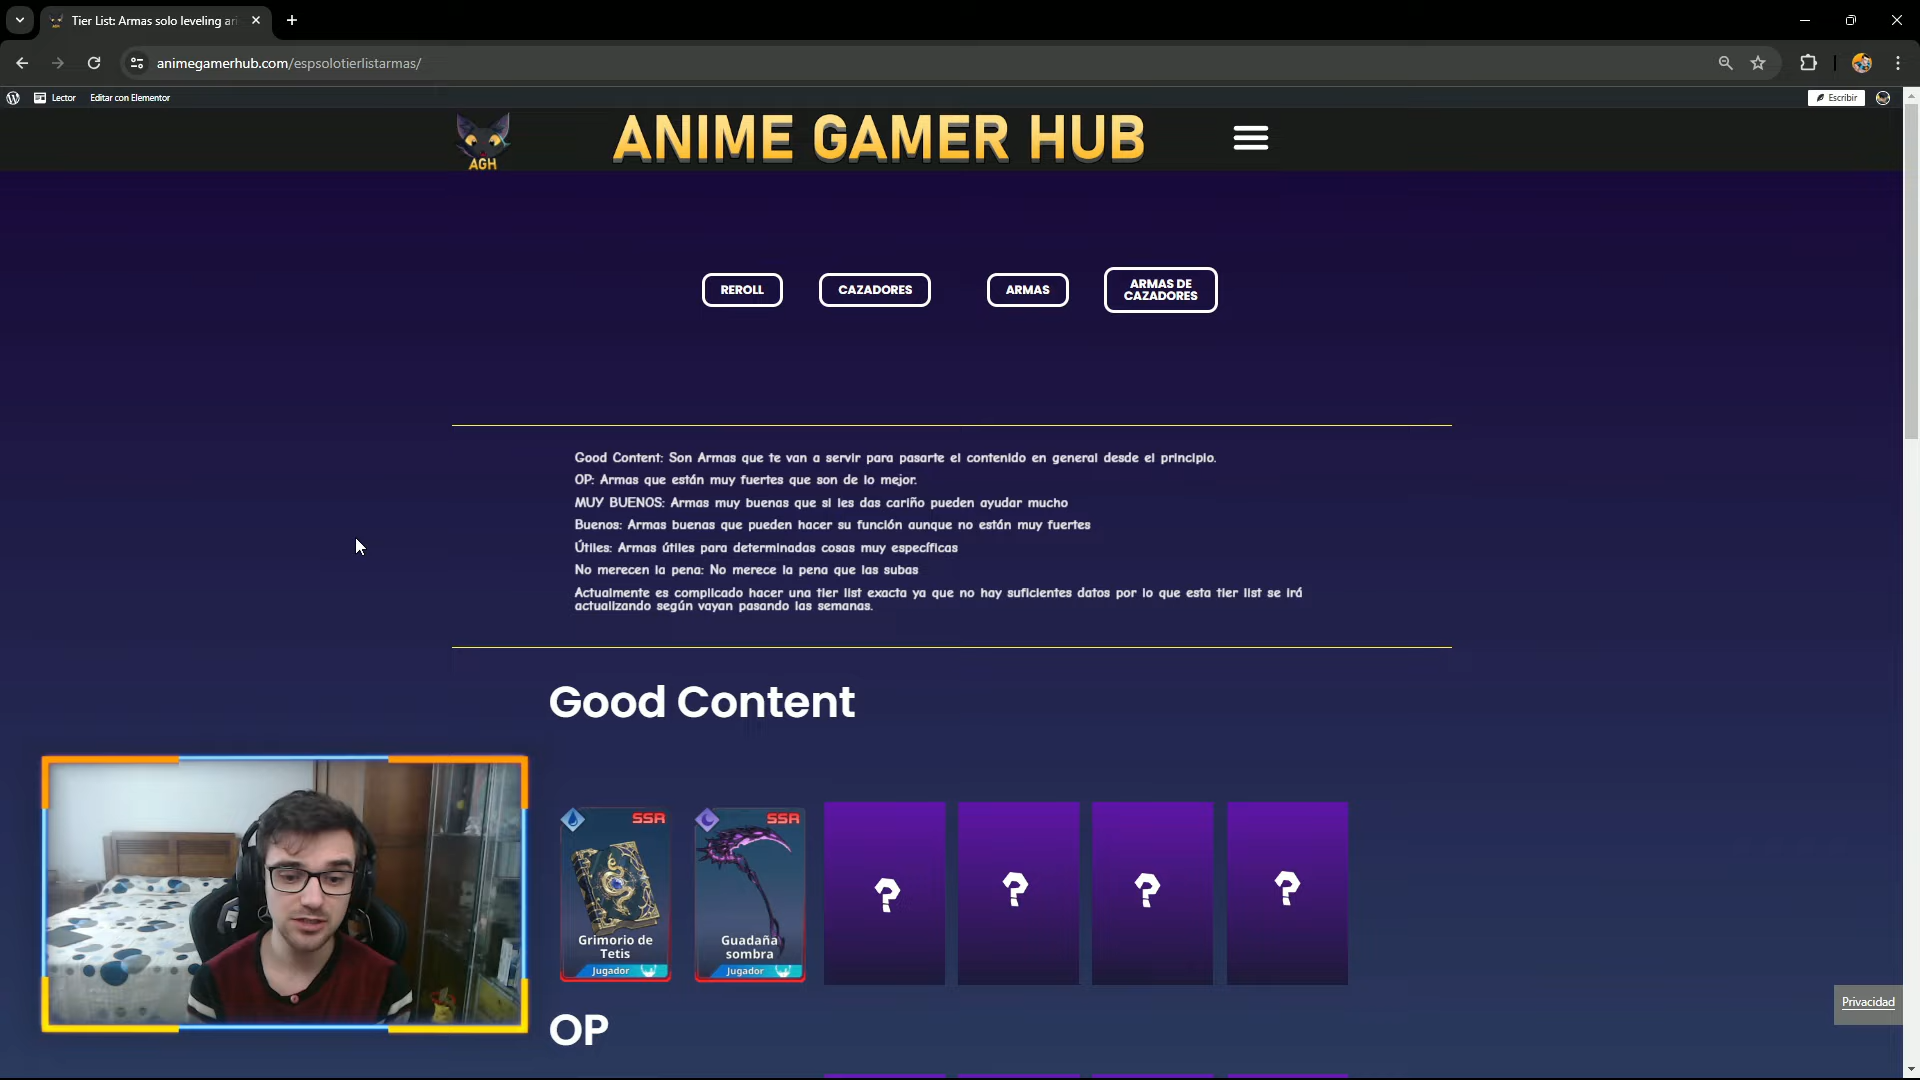 Tier List: Armas solo leveling ari
animegamerhub.com/espsolotierlistarmas/
Lector
Editar con Elementor
Escribir
AGH
ANIME GAMER HUB
REROLL
CAZADORES
ARMAS
ARMAS DE
CAZADORES
Good Content: Son Armas que te van a servir para pasarte el contenido en general desde el principio.
OP: Armas que están muy fuertes que son de lo mejor.
MUY BUENOS: Armas muy buenas que si les das cariño pueden ayudar mucho
Buenos: Armas buenas que pueden hacer su función aunque no están muy fuertes
Útiles: Armas útiles para determinadas cosas muy específicas
No merecen la pena: No merece la pena que las subas
Actualmente es complicado hacer una tier list exacta ya que no hay suficientes datos por lo que esta tier list se irá
actualizando según vayan pasando las semanas.
Good Content
SSR
Grimorio de
Tetis
Jugador
SSR
Guadaña
sombra
Jugador
?
?
?
?
OP
Privacidad